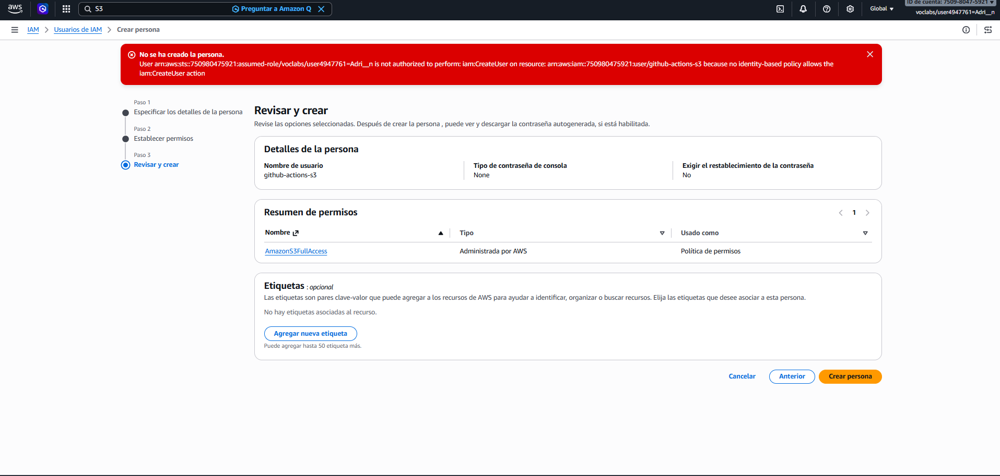 aws
S3
Preguntar a Amazon Q
Global
ID de cuenta: 7509-8047-5921
voclabs/user4947761=Adri__n
IAM
Usuarios de IAM
Crear persona
No se ha creado la persona.
User arn:aws:sts::750980475921:assumed-role/voclabs/user4947761=Adri__n is not authorized to perform: iam:CreateUser on resource: arn:aws:iam::750980475921:user/github-actions-s3 because no identity-based policy allows the
iam:CreateUser action
Paso 1
Especificar los detalles de la persona
Paso 2
Establecer permisos
Paso 3
Revisar y crear
Revisar y crear
Revise las opciones seleccionadas. Después de crear la persona , puede ver y descargar la contraseña autogenerada, si está habilitada.
Detalles de la persona
Nombre de usuario
github-actions-s3
Tipo de contraseña de consola
None
Exigir el restablecimiento de la contraseña
No
Resumen de permisos
1
Nombre
Tipo
Usado como
AmazonS3FullAccess
Administrada por AWS
Política de permisos
Etiquetas : opcional
Las etiquetas son pares clave-valor que puede agregar a los recursos de AWS para ayudar a identificar, organizar o buscar recursos. Elija las etiquetas que desee asociar a esta persona.
No hay etiquetas asociadas al recurso.
Agregar nueva etiqueta
Puede agregar hasta 50 etiqueta más.
Cancelar
Anterior
Crear persona